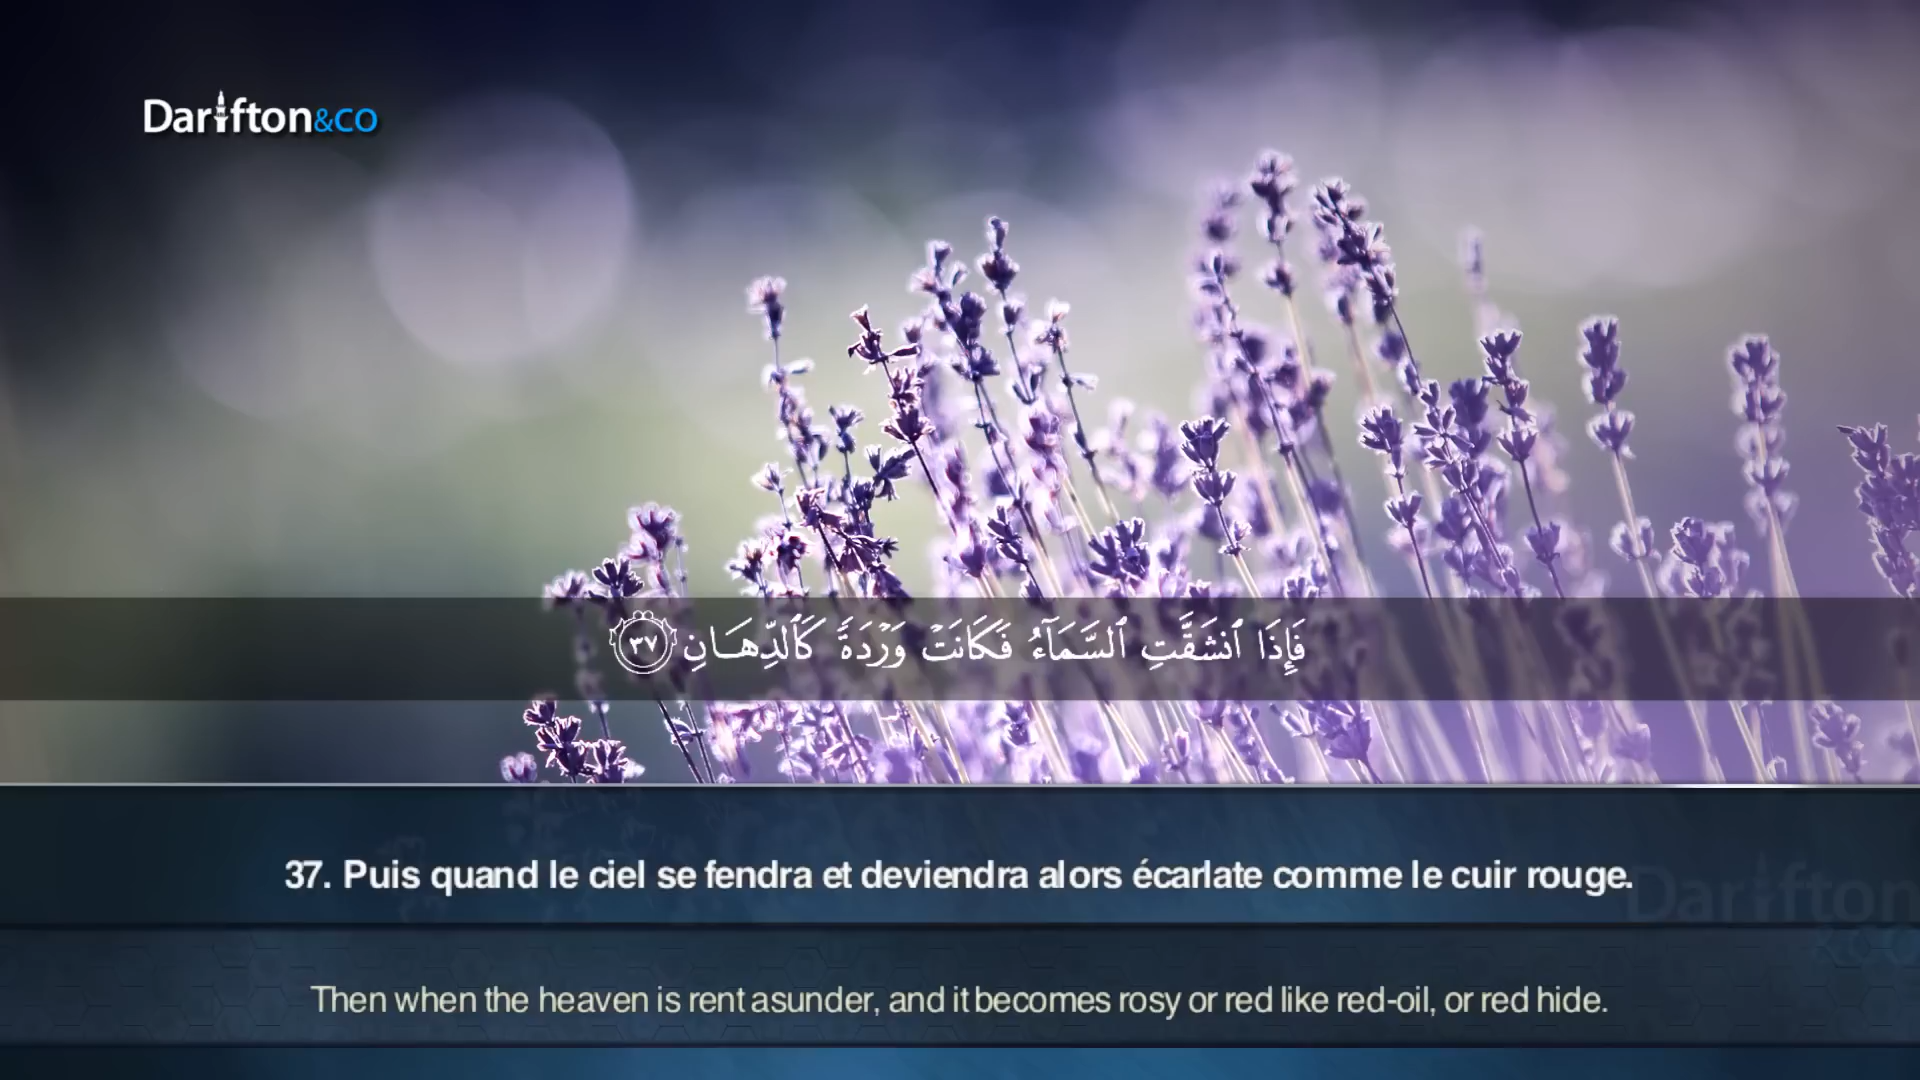 Darifton&co
فَإِذَا ٱنشَقَّتِ ٱلسَّمَآءُ فَكَانَتْ وَرْدَةً كَٱلدِّهَانِ ٣٧
37. Puis quand le ciel se fendra et deviendra alors écarlate comme le cuir rouge.
Darifton
&co
Then when the heaven is rent asunder, and it becomes rosy or red like red-oil, or red hide.